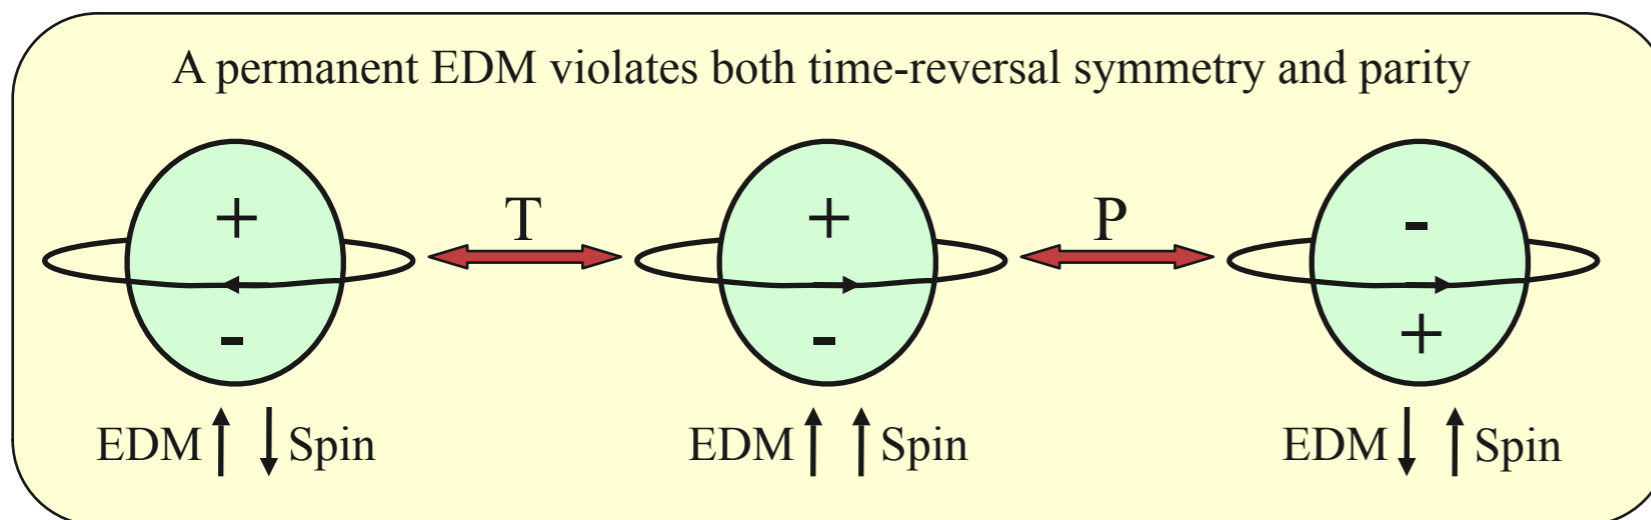 A permanent EDM violates both time-reversal symmetry and parity
+ T + P -
- - +
EDM Spin EDM Spin EDM Spin